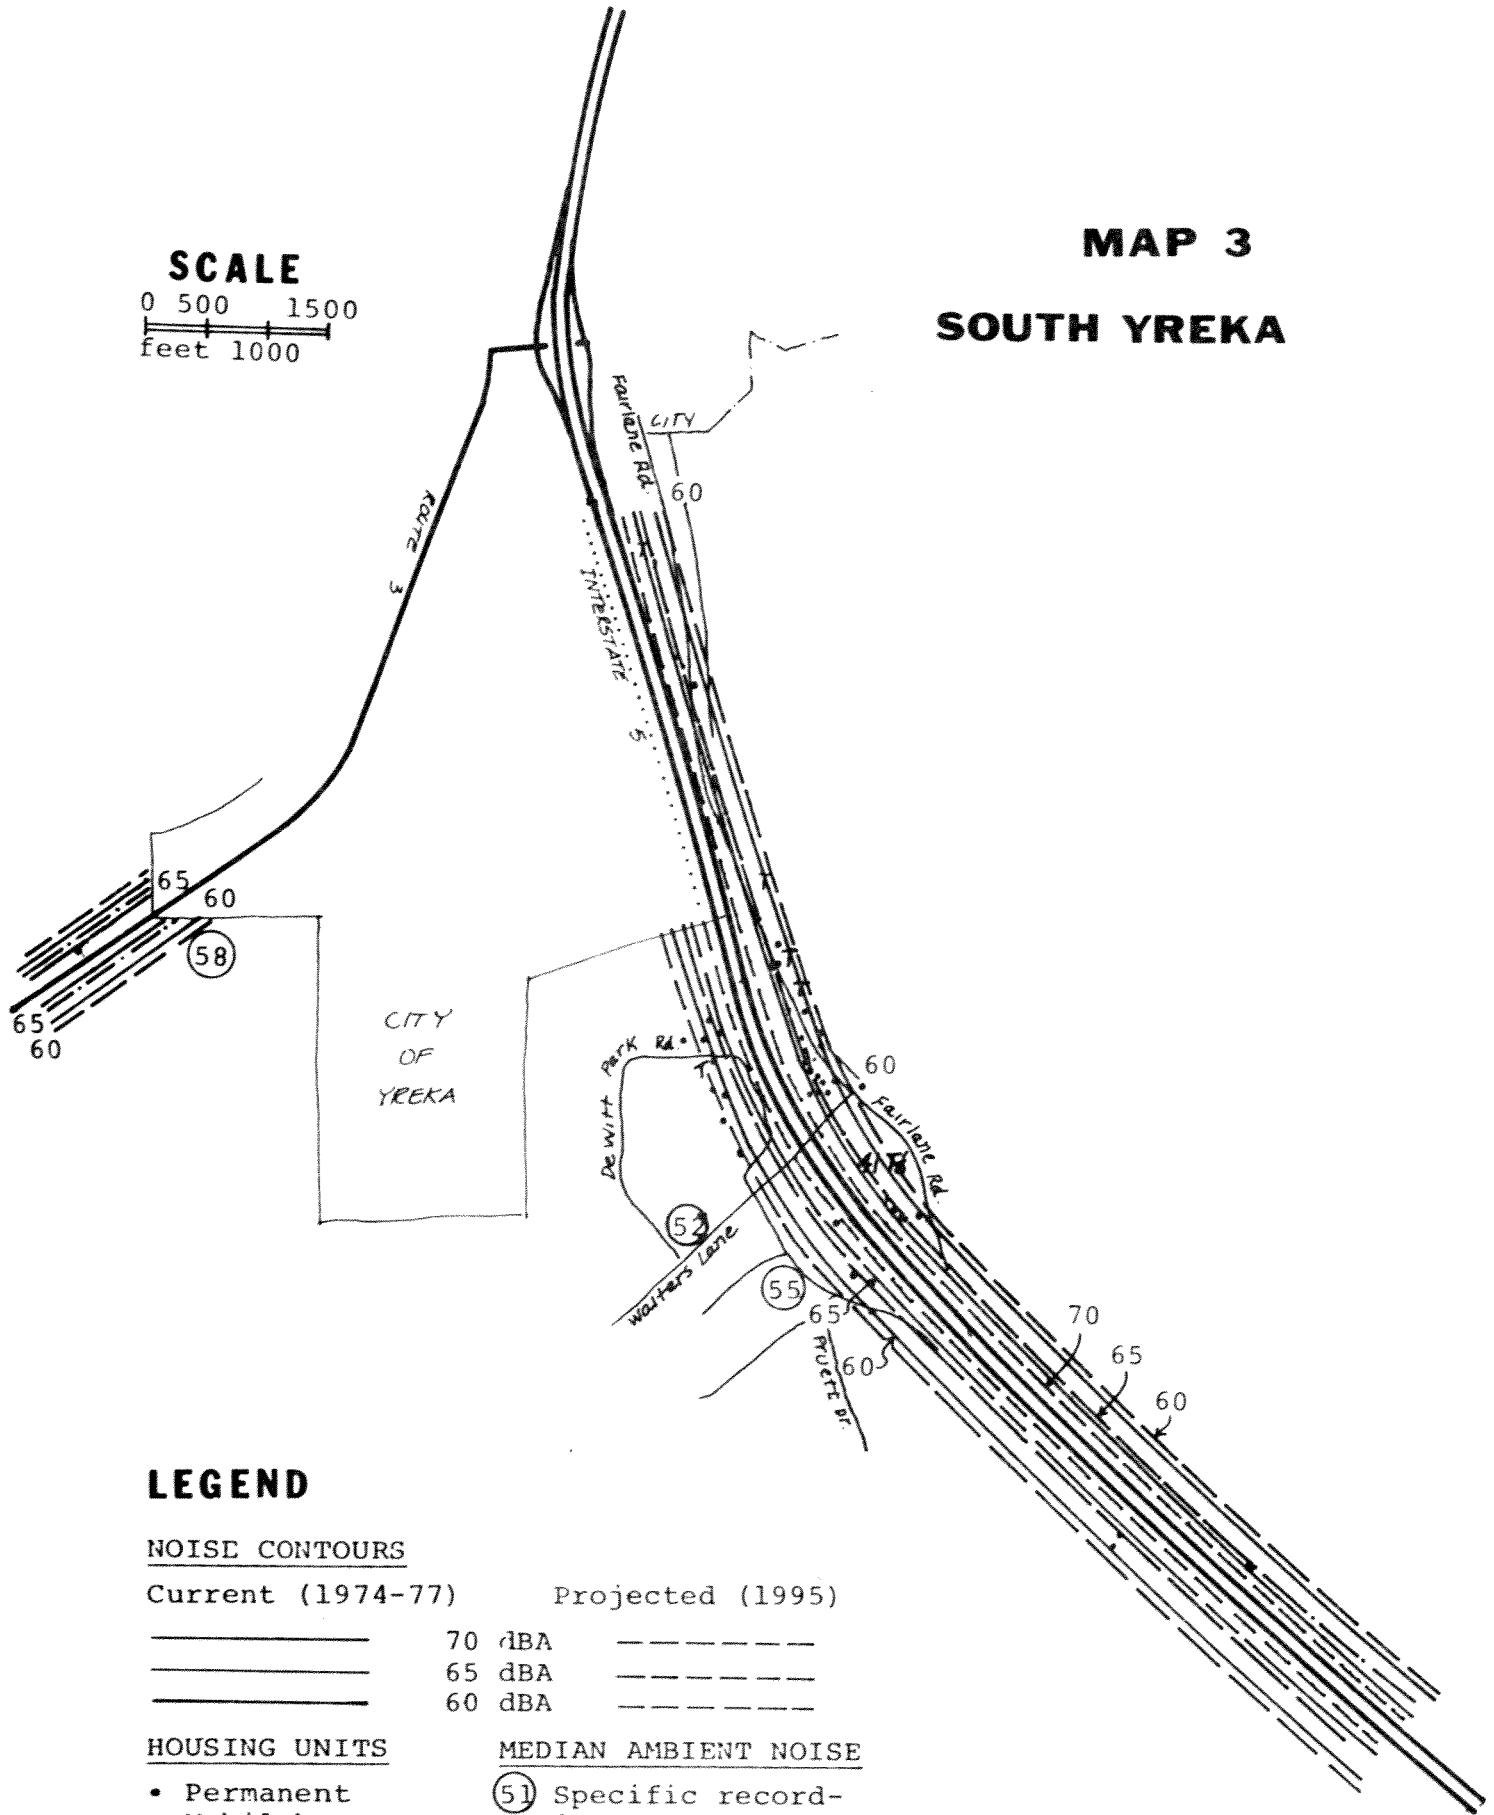 MAP 3
SOUTH YREKA
SCALE
0 500 1500
feet 1000
Fairlane Rd.
CITY
60
ROUTE 3
INTERSTATE 5
65
60
58
65
60
CITY
OF
YREKA
DeWitt Park Rd.
60
Fairlane Rd.
52
Walters Lane
55
65
60
Pruett Dr.
70
65
60
LEGEND
NOISE CONTOURS
Current (1974-77) Projected (1995)
70 dBA
65 dBA
60 dBA
HOUSING UNITS MEDIAN AMBIENT NOISE
• Permanent 51 Specific record-